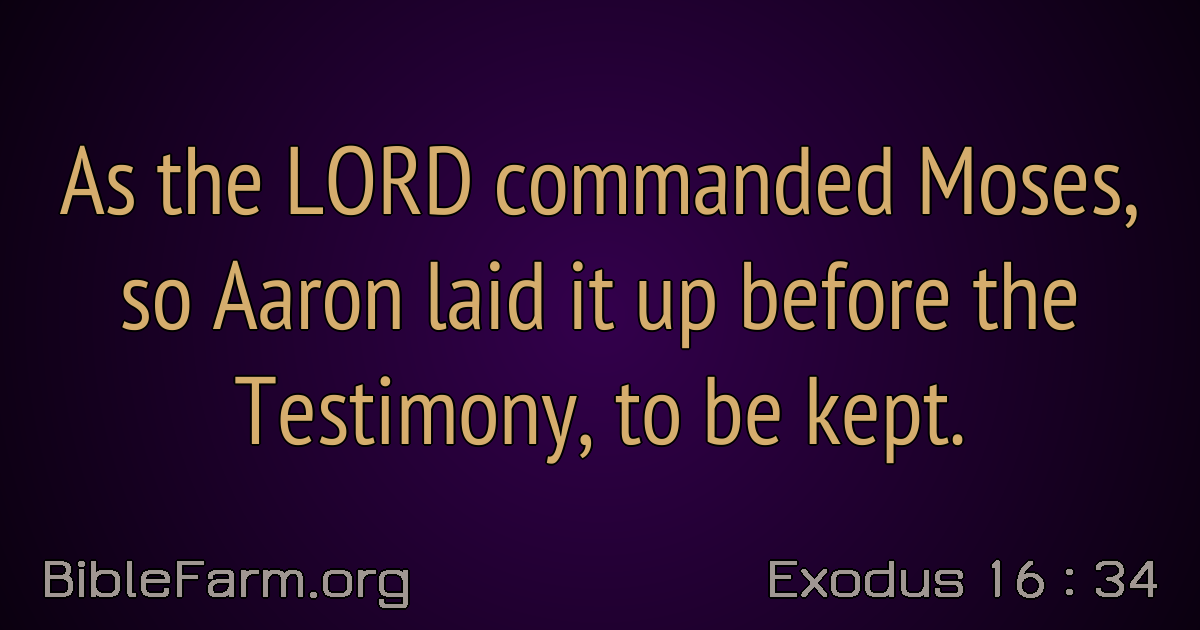 As the LORD commanded Moses,
so Aaron laid it up before the
Testimony, to be kept.
BibleFarm.org
Exodus 16 : 34